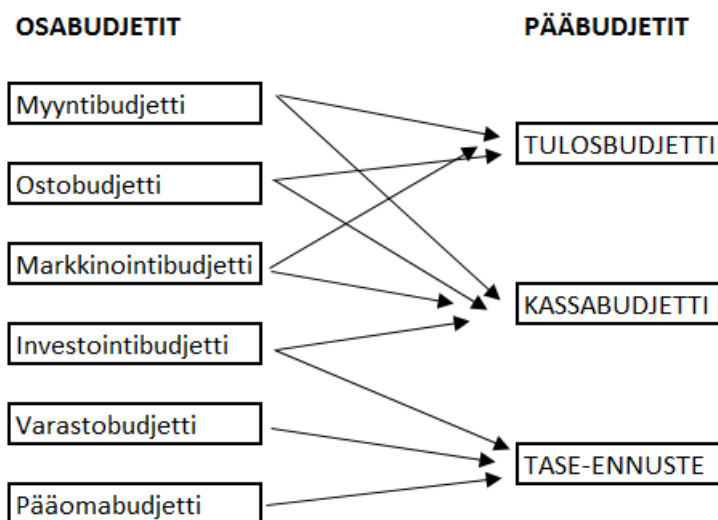 OSABUDJETIT
PÄÄBUDJETIT
Myyntibudjetti
Ostobudjetti
Markkinointibudjetti
Investointibudjetti
Varastobudjetti
Pääomabudjetti
TULOSBUDJETTI
KASSABUDJETTI
TASE-ENNUSTE